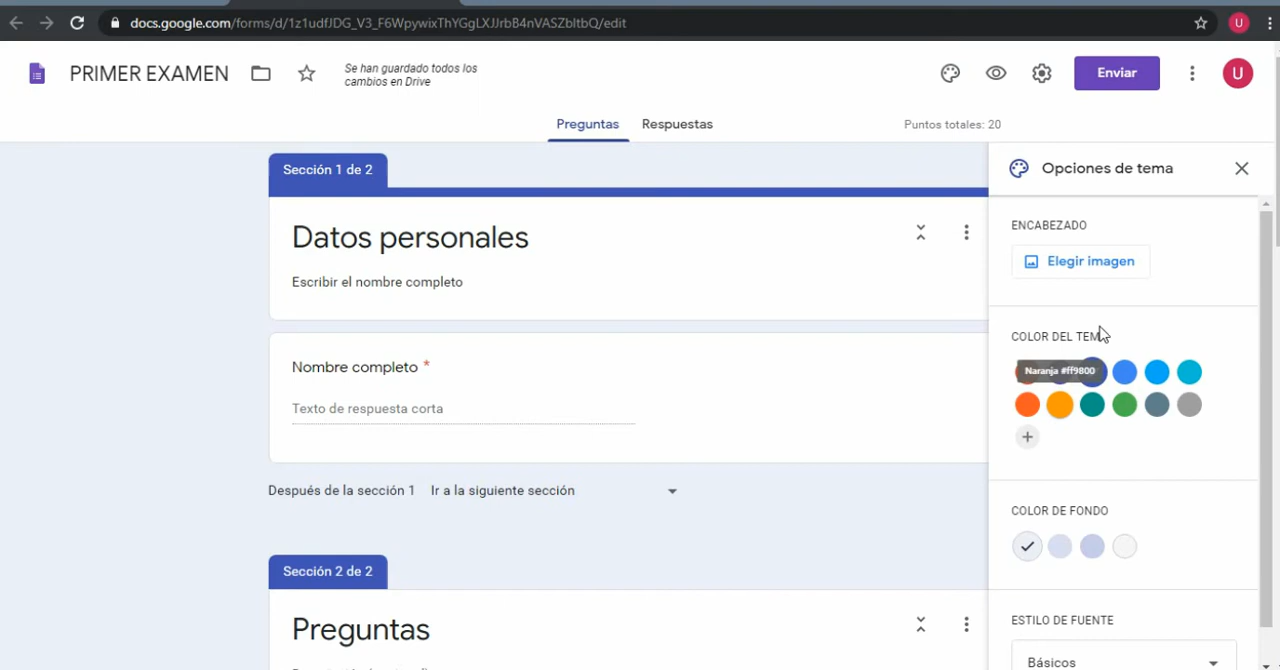 docs.google.com/forms/d/1z1udfJDG_V3_F6WpywixThYGgLXJJrbB4nVASZbltbQ/edit
U
PRIMER EXAMEN
Se han guardado todos los
cambios en Drive
Enviar
U
Preguntas
Respuestas
Puntos totales: 20
Sección 1 de 2
Opciones de tema
Datos personales
Escribir el nombre completo
ENCABEZADO
Elegir imagen
COLOR DEL TEM
Naranja #ff9800
Nombre completo *
Texto de respuesta corta
Después de la sección 1 Ir a la siguiente sección
COLOR DE FONDO
Sección 2 de 2
Preguntas
ESTILO DE FUENTE
Básicos